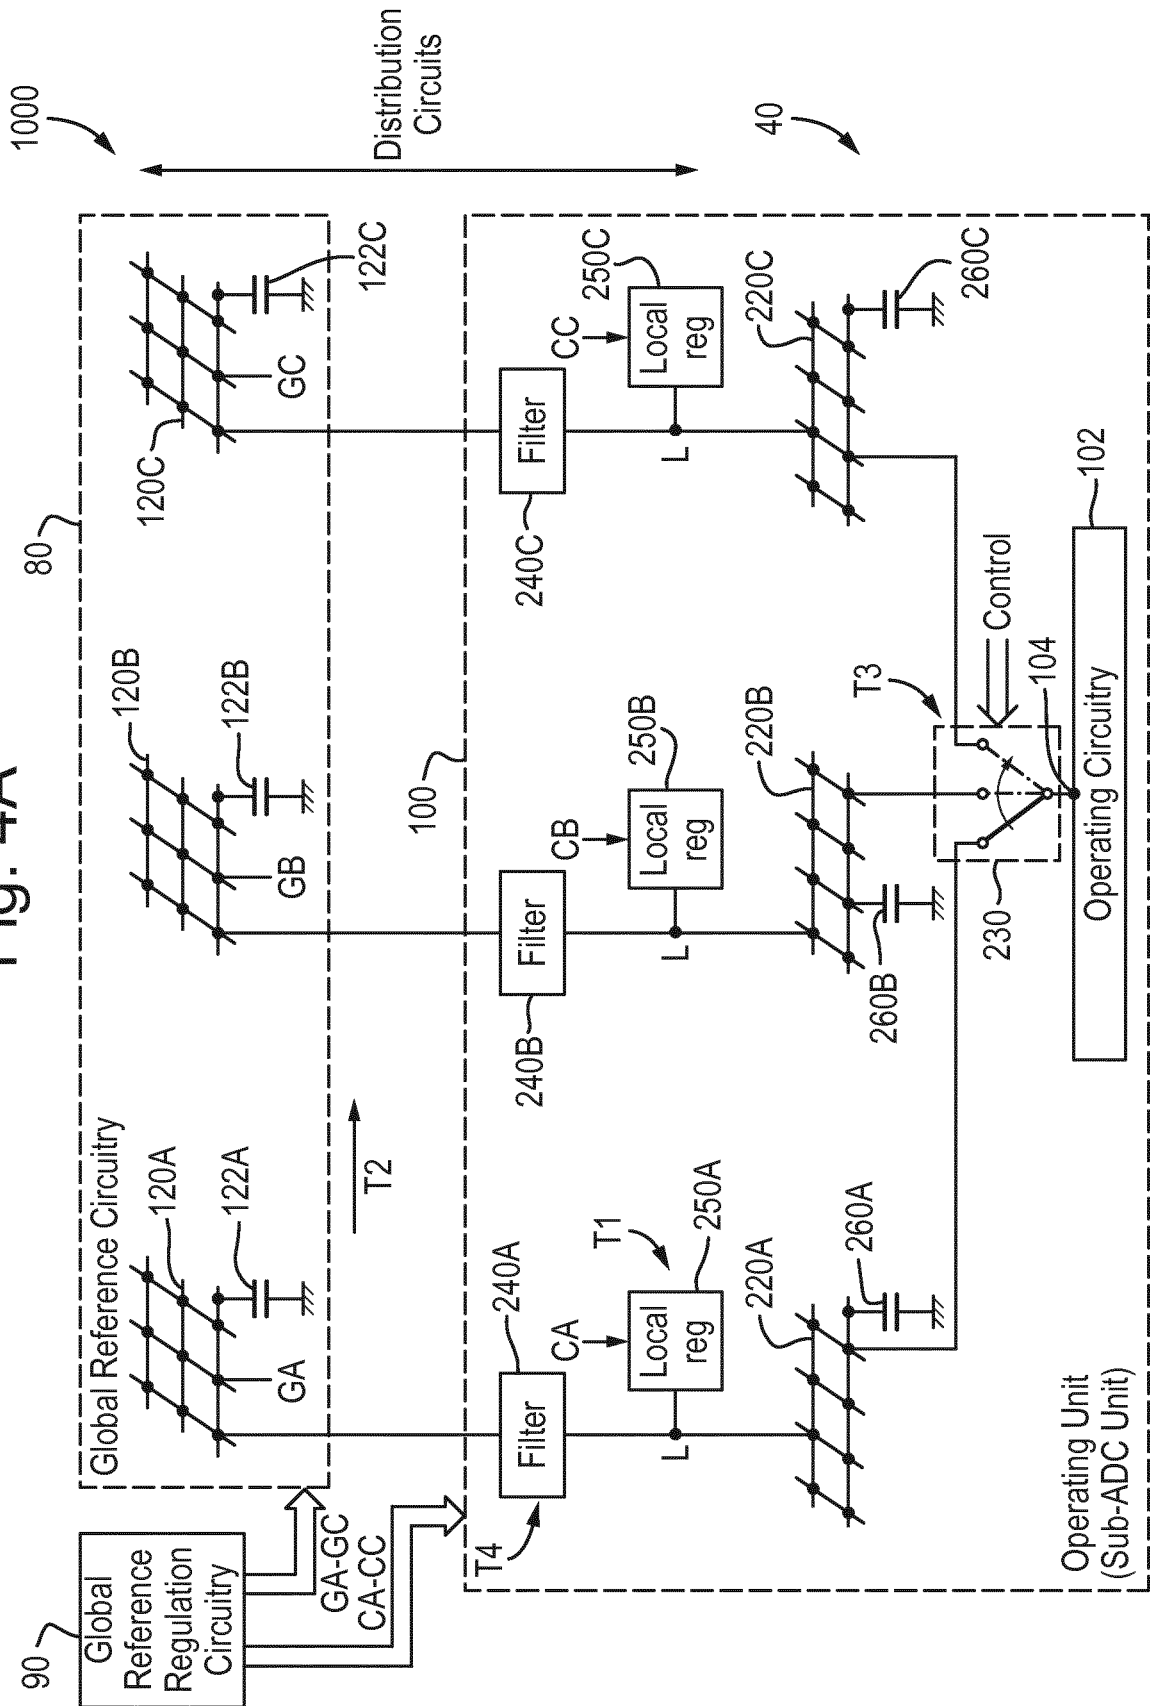 Fig. 4A
1000
80
90
Global
Reference
Regulation
Circuitry
GA-GC
CA-CC
Global Reference Circuitry
120A
122A
GA
120B
122B
GB
120C
122C
GC
Distribution
Circuits
T2
100
40
T4
Filter
240A
Filter
240B
Filter
240C
CA
T1
Local
reg
250A
L
CB
Local
reg
250B
L
CC
Local
reg
250C
L
220A
260A
220B
260B
220C
260C
T3
Control
230
104
102
Operating Circuitry
Operating Unit
(Sub-ADC Unit)